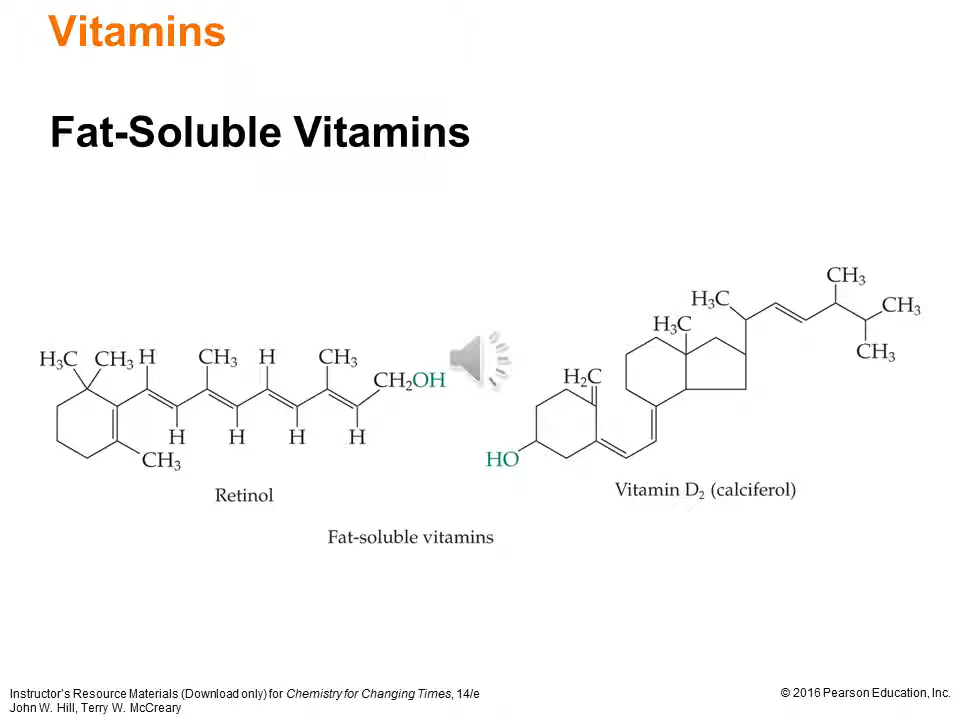 Vitamins
Fat-Soluble Vitamins
H₃C CH₃ H CH₃ H CH₃
CH₂OH
H H H H
CH₃
Retinol
CH₃
H₃C CH₃
H₃C
CH₃
H₂C
HO
Vitamin D₂ (calciferol)
Fat-soluble vitamins
Instructor's Resource Materials (Download only) for Chemistry for Changing Times, 14/e
John W. Hill, Terry W. McCreary
© 2016 Pearson Education, Inc.